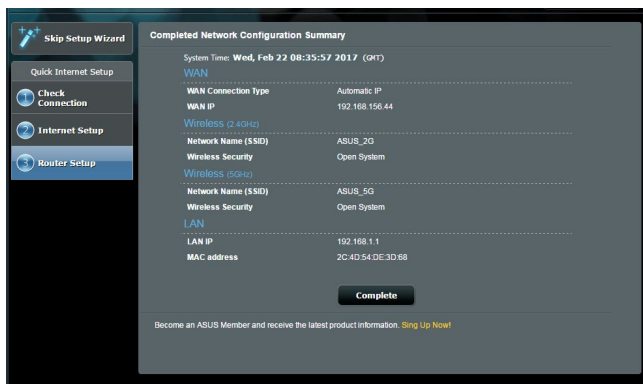 Skip Setup Wizard
Quick Internet Setup
1 Check Connection
2 Internet Setup
3 Router Setup
Completed Network Configuration Summary
System Time: Wed, Feb 22 08:35:57 2017 (GMT)
WAN
WAN Connection Type Automatic IP
WAN IP 192.168.156.44
Wireless (2.4GHz)
Network Name (SSID) ASUS_2G
Wireless Security Open System
Wireless (5GHz)
Network Name (SSID) ASUS_5G
Wireless Security Open System
LAN
LAN IP 192.168.1.1
MAC address 2C:4D:54:DE:3D:68
Complete
Become an ASUS Member and receive the latest product information. Sing Up Now!